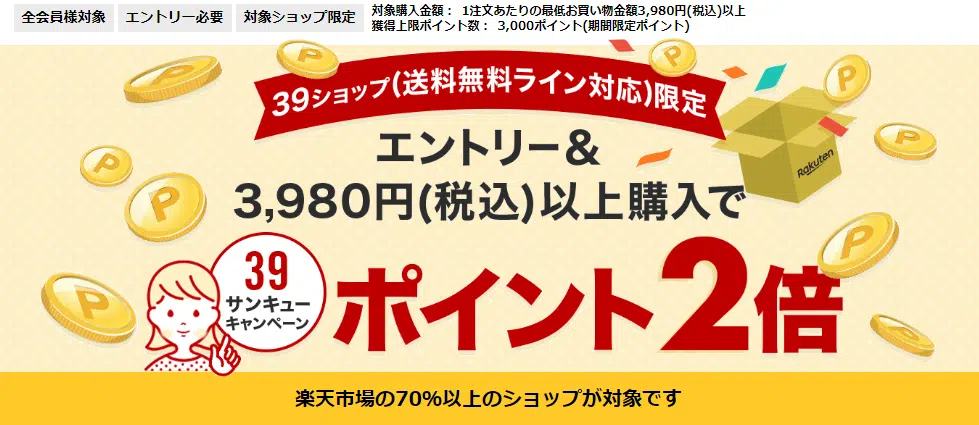 全会員様対象
エントリー必要
対象ショップ限定
対象購入金額： 1注文あたりの最低お買い物金額3,980円(税込)以上
獲得上限ポイント数： 3,000ポイント(期間限定ポイント)
39ショップ(送料無料ライン対応)限定
エントリー&
3,980円(税込)以上購入で
Rakuten
39
サンキュー
キャンペーン
ポイント2倍
P
P
P
P
P
P
P
P
P
P
楽天市場の70%以上のショップが対象です